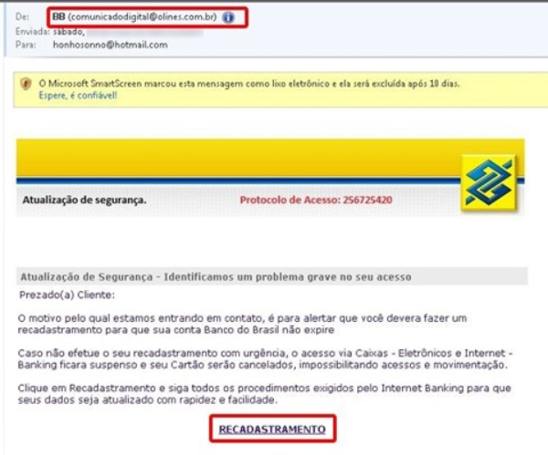 De: BB (comunicadodigital@olines.com.br)
Enviada: sábado,
Para: honhosonno@hotmail.com
O Microsoft SmartScreen marcou esta mensagem como lixo eletrônico e ela será excluída após 10 dias.
Espere, é confiável!
Atualização de segurança. Protocolo de Acesso: 256725420
Atualização de Segurança - Identificamos um problema grave no seu acesso
Prezado(a) Cliente:
O motivo pelo qual estamos entrando em contato, é para alertar que você devera fazer um
recadastramento para que sua conta Banco do Brasil não expire
Caso não efetue o seu recadastramento com urgência, o acesso via Caixas - Eletrônicos e Internet -
Banking ficara suspenso e seu Cartão serão cancelados, impossibilitando acessos e movimentação.
Clique em Recadastramento e siga todos os procedimentos exigidos pelo Internet Banking para que
seus dados seja atualizado com rapidez e facilidade.
RECADASTRAMENTO